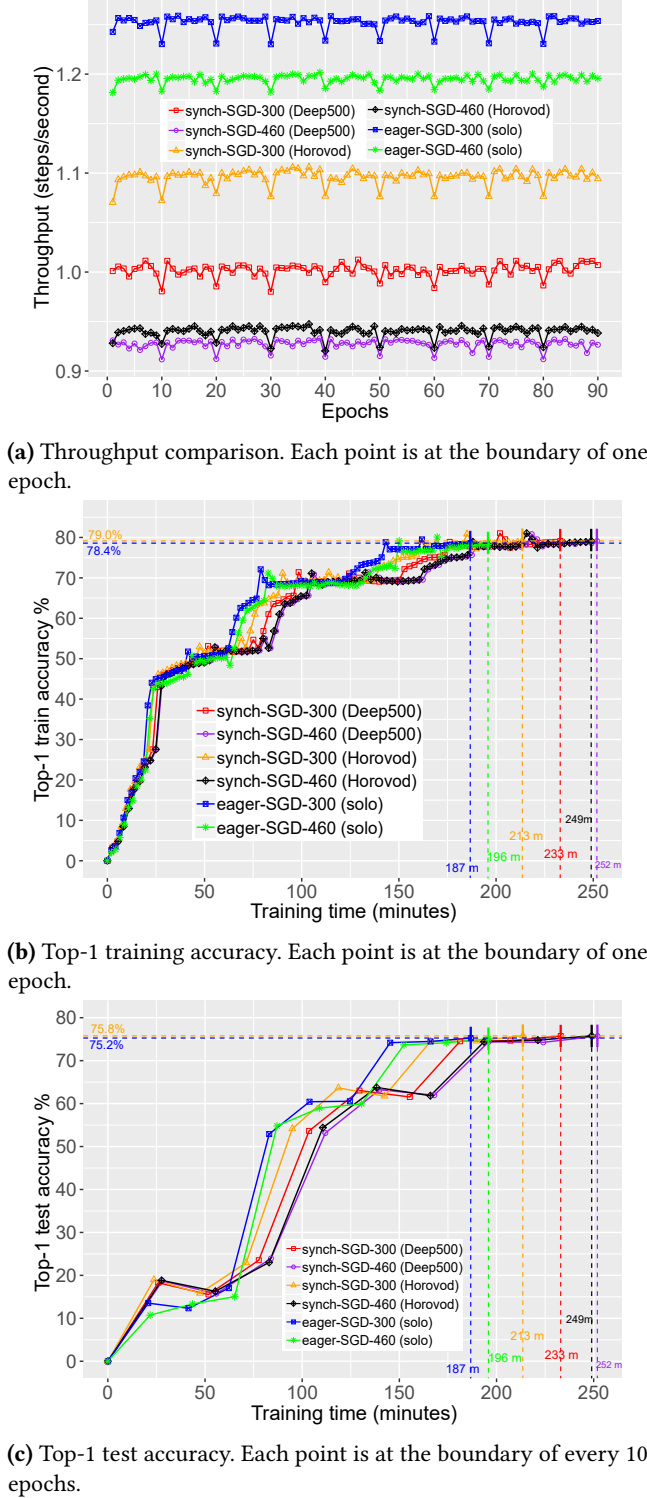 1.2
1.1
1.0
0.9
Throughput (steps/second)
synch-SGD-300 (Deep500)
synch-SGD-460 (Deep500)
synch-SGD-300 (Horovod)
synch-SGD-460 (Horovod)
eager-SGD-300 (solo)
eager-SGD-460 (solo)
0 10 20 30 40 50 60 70 80 90
Epochs
(a) Throughput comparison. Each point is at the boundary of one
epoch.
80
70
60
50
40
30
20
10
0
Top-1 train accuracy %
79.0%
78.4%
synch-SGD-300 (Deep500)
synch-SGD-460 (Deep500)
synch-SGD-300 (Horovod)
synch-SGD-460 (Horovod)
eager-SGD-300 (solo)
eager-SGD-460 (solo)
187 m
196 m
213 m
233 m
249m
252 m
0 50 100 150 200 250
Training time (minutes)
(b) Top-1 training accuracy. Each point is at the boundary of one
epoch.
80
70
60
50
40
30
20
10
0
Top-1 test accuracy %
75.8%
75.2%
synch-SGD-300 (Deep500)
synch-SGD-460 (Deep500)
synch-SGD-300 (Horovod)
synch-SGD-460 (Horovod)
eager-SGD-300 (solo)
eager-SGD-460 (solo)
187 m
196 m
213 m
233 m
249m
252 m
0 50 100 150 200 250
Training time (minutes)
(c) Top-1 test accuracy. Each point is at the boundary of every 10
epochs.